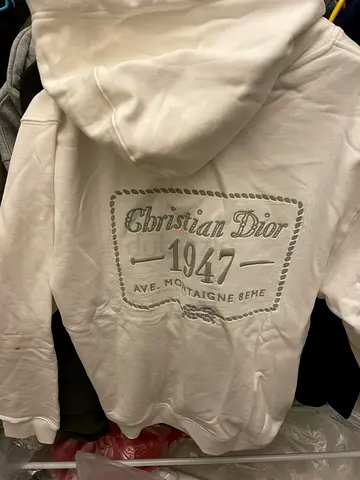 Christian Dior
1947
AVE. MONTAIGNE 8EME